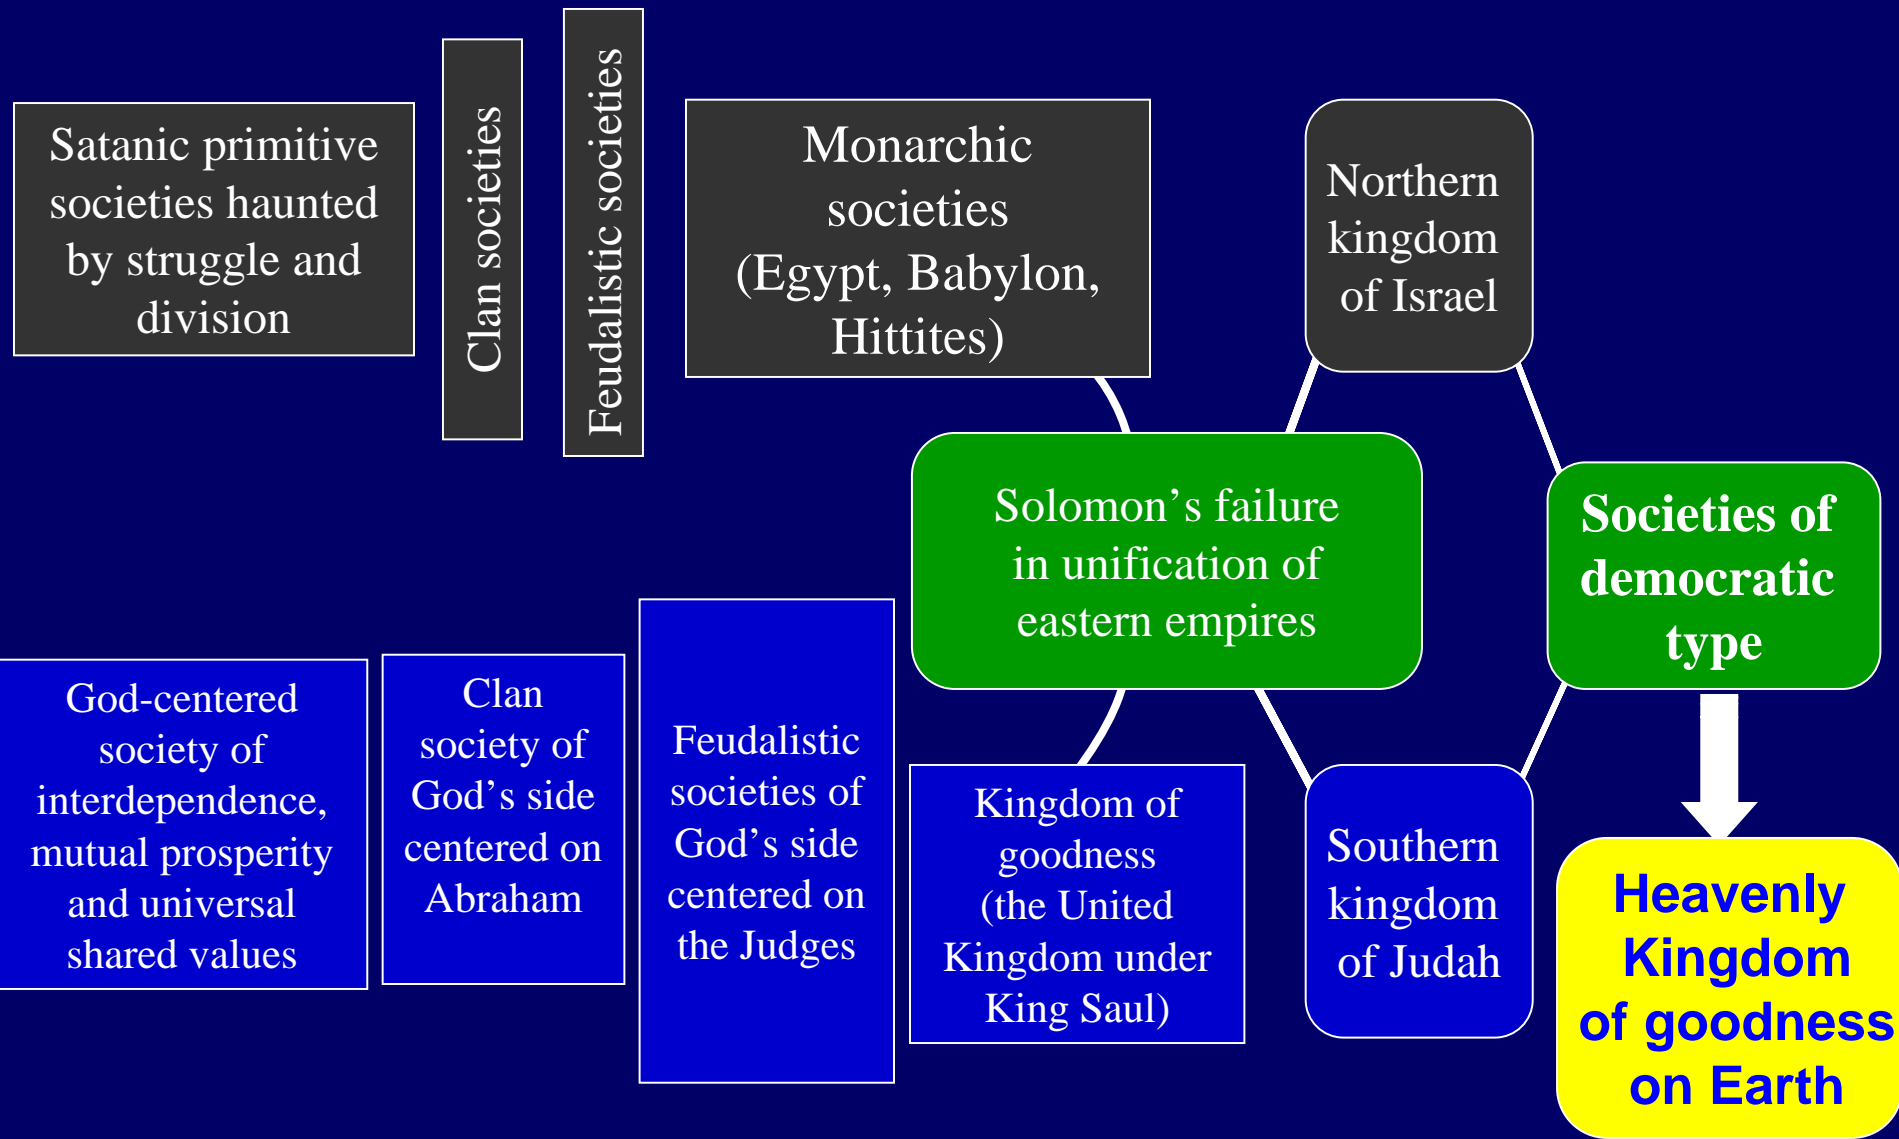 Satanic primitive
societies haunted
by struggle and
division
Clan societies
Feudalistic societies
Monarchic
societies
(Egypt, Babylon,
Hittites)
Northern
kingdom
of Israel
Solomon’s failure
in unification of
eastern empires
Societies of
democratic
type
God-centered
society of
interdependence,
mutual prosperity
and universal
shared values
Clan
society of
God’s side
centered on
Abraham
Feudalistic
societies of
God’s side
centered on
the Judges
Kingdom of
goodness
(the United
Kingdom under
King Saul)
Southern
kingdom
of Judah
Heavenly
Kingdom
of goodness
on Earth